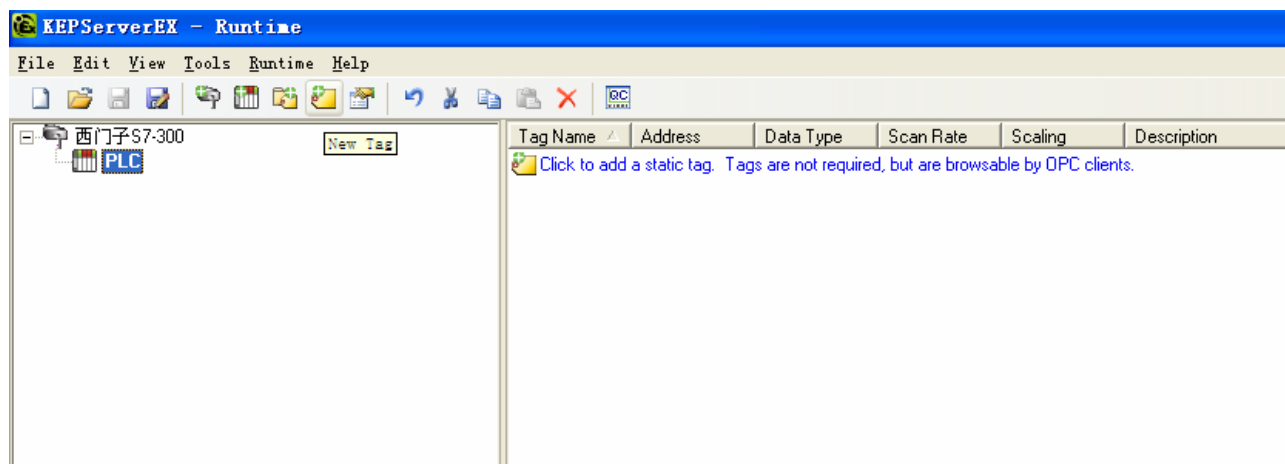 KEPServerEX - Runtime
File Edit View Tools Runtime Help
QC
西门子S7-300
PLC
New Tag
Tag Name Address Data Type Scan Rate Scaling Description
Click to add a static tag. Tags are not required, but are browsable by OPC clients.